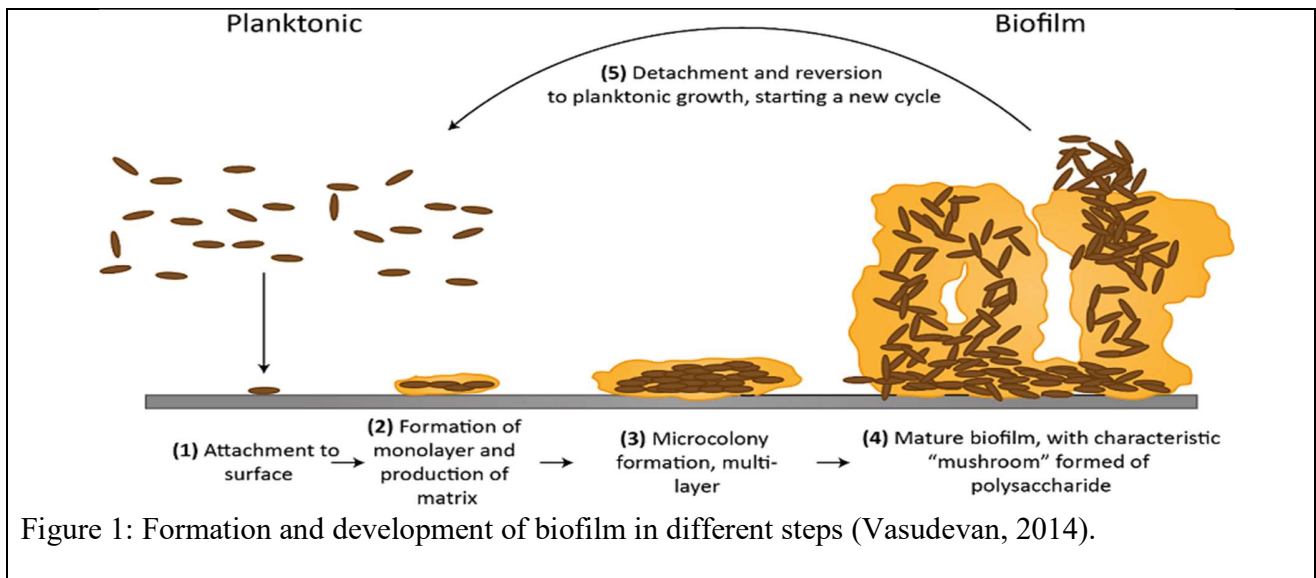 Planktonic
Biofilm
(5) Detachment and reversion
to planktonic growth, starting a new cycle
(1) Attachment to
surface
(2) Formation of
monolayer and
production of
matrix
(3) Microcolony
formation, multi-
layer
(4) Mature biofilm, with characteristic
“mushroom” formed of
polysaccharide
Figure 1: Formation and development of biofilm in different steps (Vasudevan, 2014).